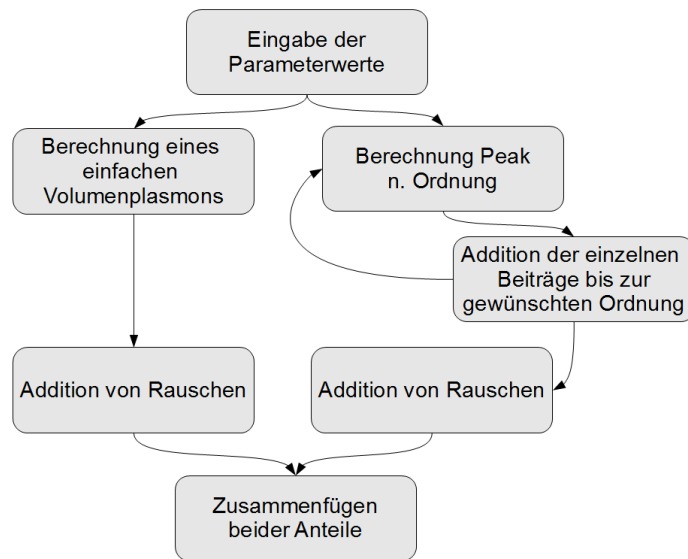 Eingabe der
Parameterwerte
Berechnung eines
einfachen
Volumenplasmons
Berechnung Peak
n. Ordnung
Addition der einzelnen
Beiträge bis zur
gewünschten Ordnung
Addition von Rauschen
Addition von Rauschen
Zusammenfügen
beider Anteile